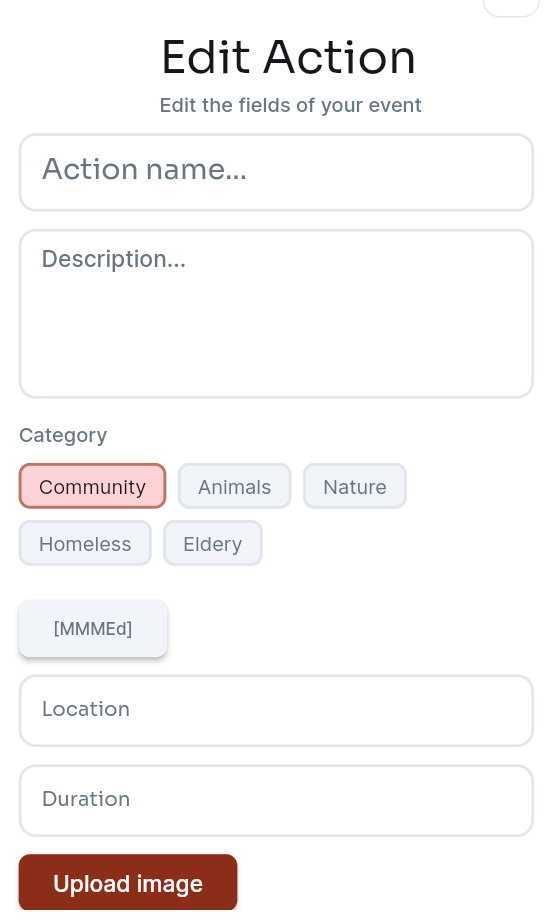 Edit Action
Edit the fields of your event
Action name...
Description...
Category
Community
Animals
Nature
Homeless
Eldery
[MMMEd]
Location
Duration
Upload image